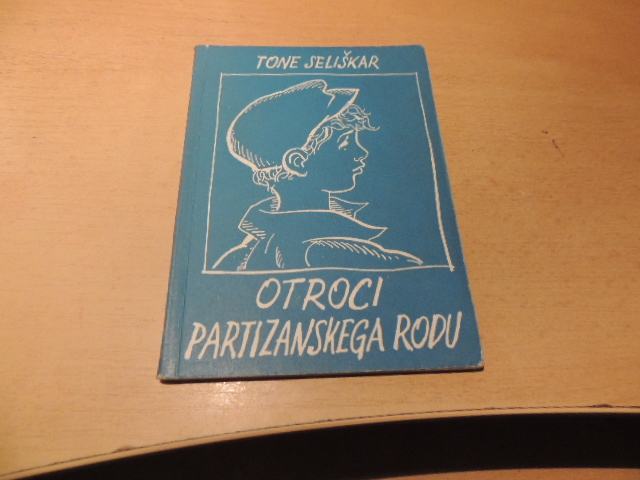 TONE SELIŠKAR
OTROCI
PARTIZANSKEGA RODU